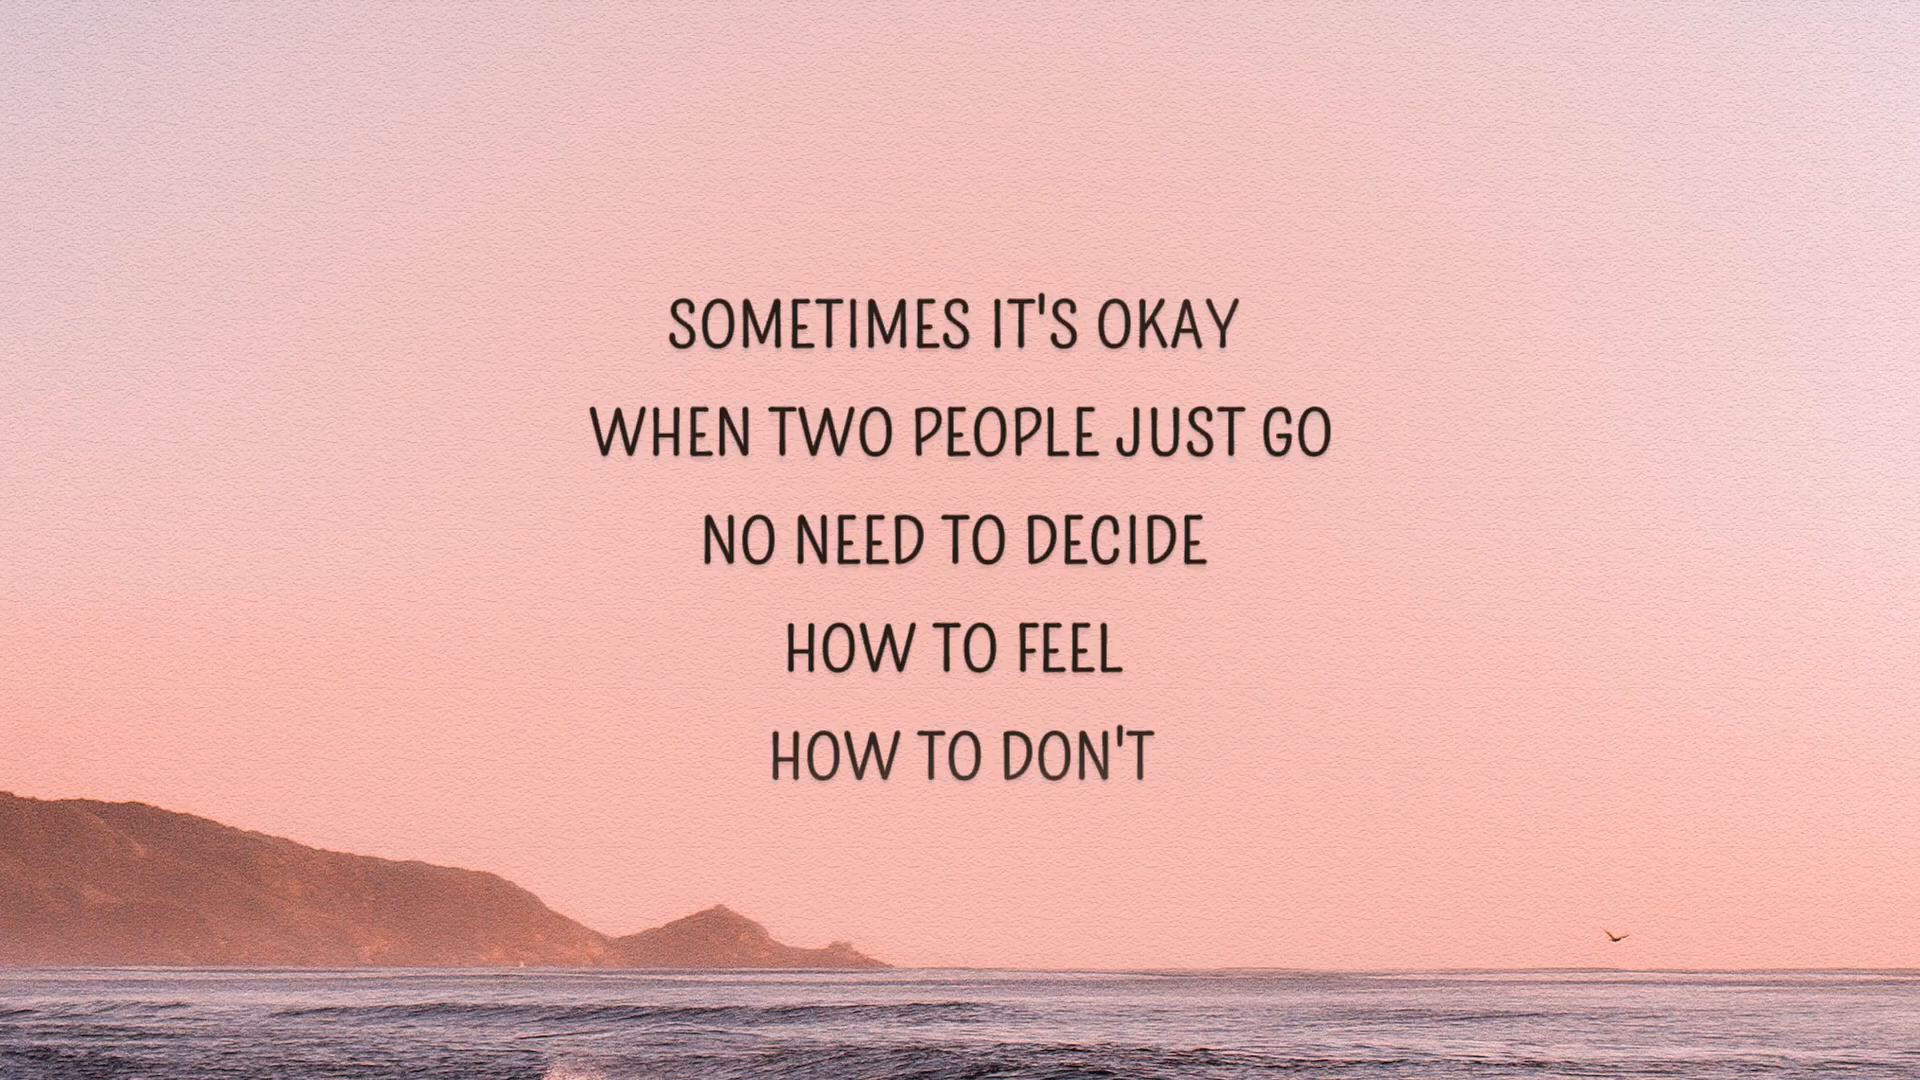 SOMETIMES IT'S OKAY
WHEN TWO PEOPLE JUST GO
NO NEED TO DECIDE
HOW TO FEEL
HOW TO DON'T